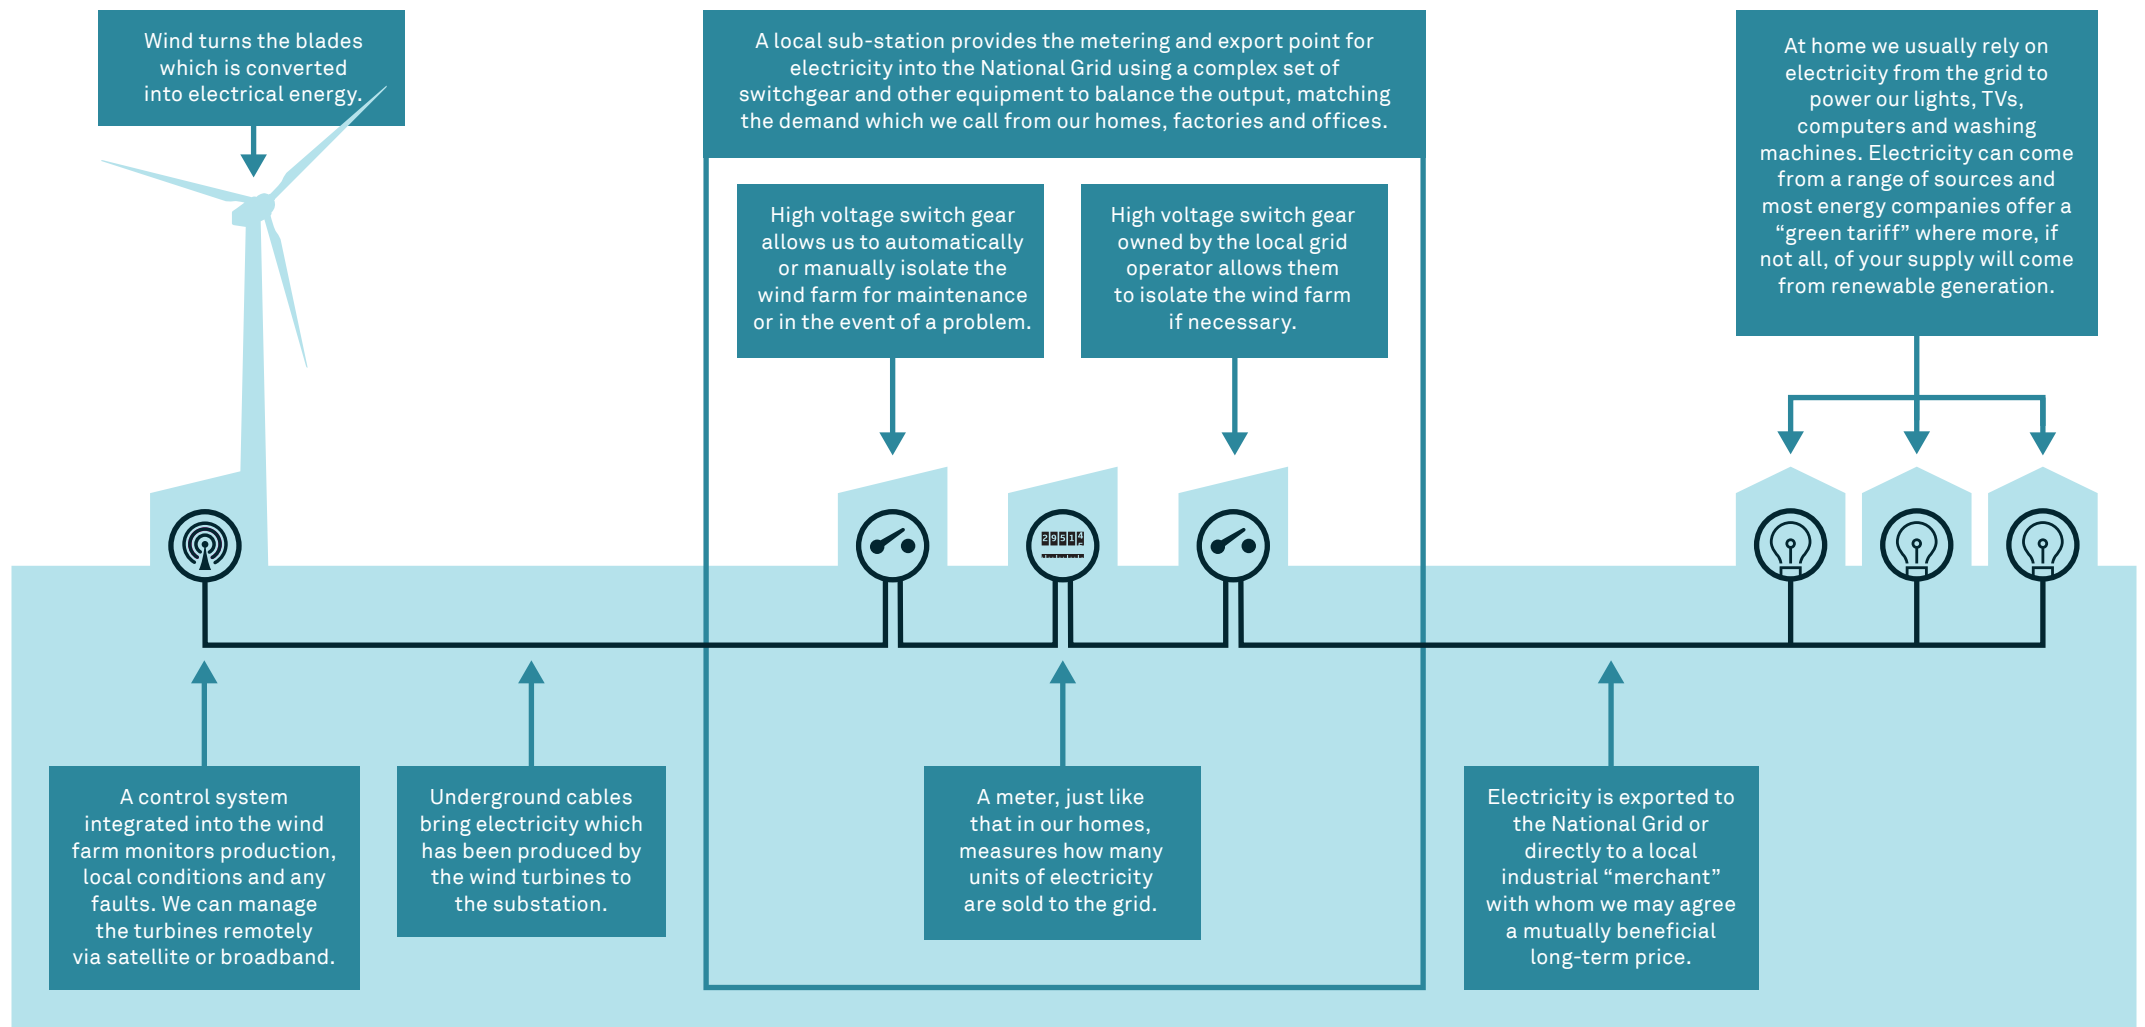 Wind turns the blades
which is converted
into electrical energy.
A local sub-station provides the metering and export point for
electricity into the National Grid using a complex set of
switchgear and other equipment to balance the output, matching
the demand which we call from our homes, factories and offices.
High voltage switch gear
allows us to automatically
or manually isolate the
wind farm for maintenance
or in the event of a problem.
High voltage switch gear
owned by the local grid
operator allows them
to isolate the wind farm
if necessary.
At home we usually rely on
electricity from the grid to
power our lights, TVs,
computers and washing
machines. Electricity can come
from a range of sources and
most energy companies offer a
“green tariff” where more, if
not all, of your supply will come
from renewable generation.
2951
A control system
integrated into the wind
farm monitors production,
local conditions and any
faults. We can manage
the turbines remotely
via satellite or broadband.
Underground cables
bring electricity which
has been produced by
the wind turbines to
the substation.
A meter, just like
that in our homes,
measures how many
units of electricity
are sold to the grid.
Electricity is exported to
the National Grid or
directly to a local
industrial “merchant”
with whom we may agree
a mutually beneficial
long-term price.